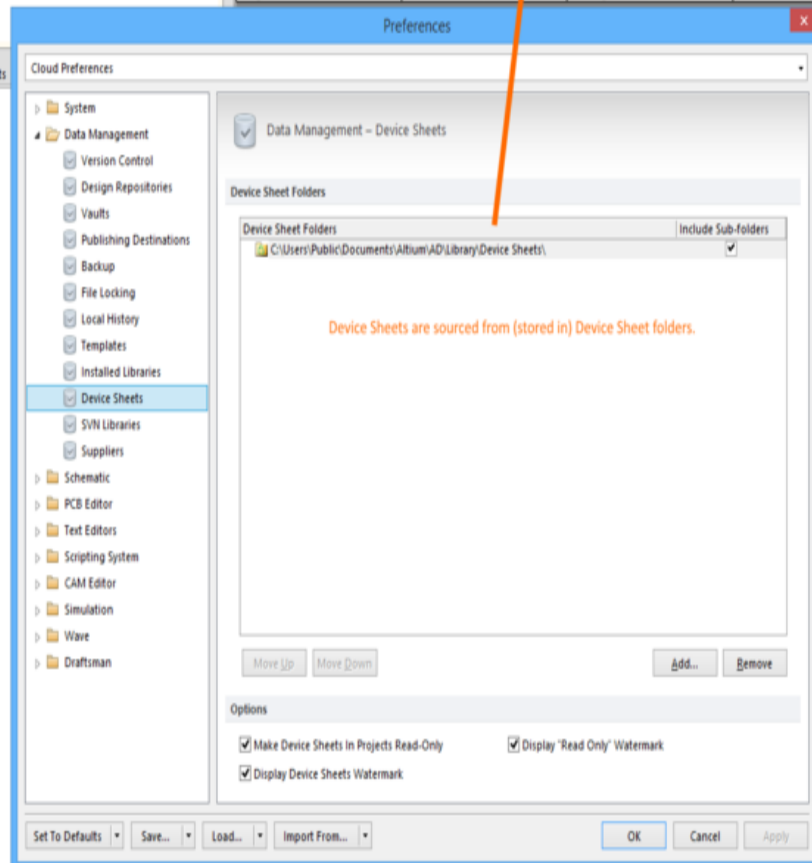 Preferences
x
ts
Cloud Preferences
System
Data Management
Version Control
Design Repositories
Vaults
Publishing Destinations
Backup
File Locking
Local History
Templates
Installed Libraries
Device Sheets
SVN Libraries
Suppliers
Schematic
PCB Editor
Text Editors
Scripting System
CAM Editor
Simulation
Wave
Draftsman
Data Management – Device Sheets
Device Sheet Folders
Device Sheet Folders Include Sub-folders
C:\Users\Public\Documents\Altium\AD\Library\Device Sheets\
Device Sheets are sourced from (stored in) Device Sheet folders.
Move Up Move Down Add... Remove
Options
Make Device Sheets In Projects Read-Only Display "Read Only" Watermark
Display Device Sheets Watermark
Set To Defaults Save... Load... Import From... OK Cancel Apply